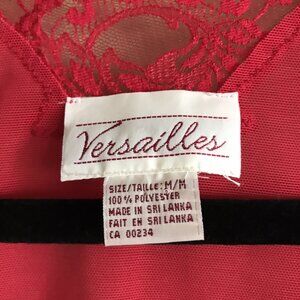 Versailles
SIZE/TAILLE: M/M
100% POLYESTER
MADE IN SRI LANKA
FAIT EN SRI LANKA
CA 00234